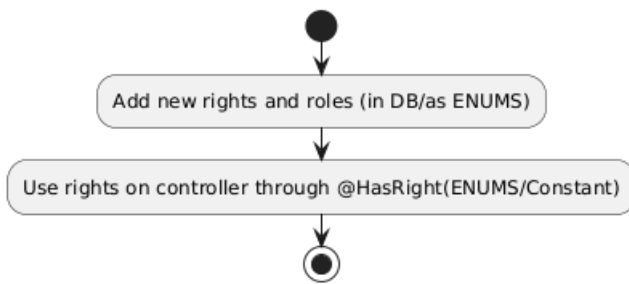 Add new rights and roles (in DB/as ENUMS)
Use rights on controller through @HasRight(ENUMS/Constant)